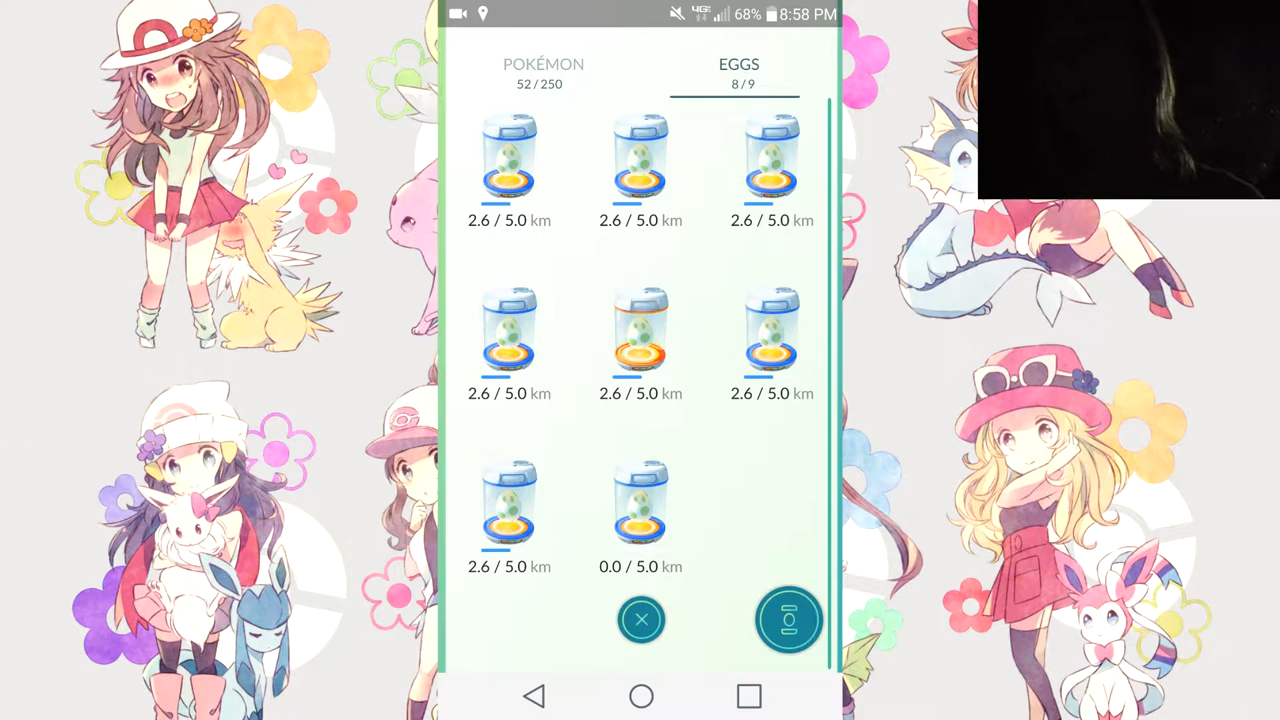 4GE 68% 8:58 PM
POKÉMON EGGS
52 / 250 8 / 9
2.6 / 5.0 km 2.6 / 5.0 km 2.6 / 5.0 km
2.6 / 5.0 km 2.6 / 5.0 km 2.6 / 5.0 km
2.6 / 5.0 km 0.0 / 5.0 km